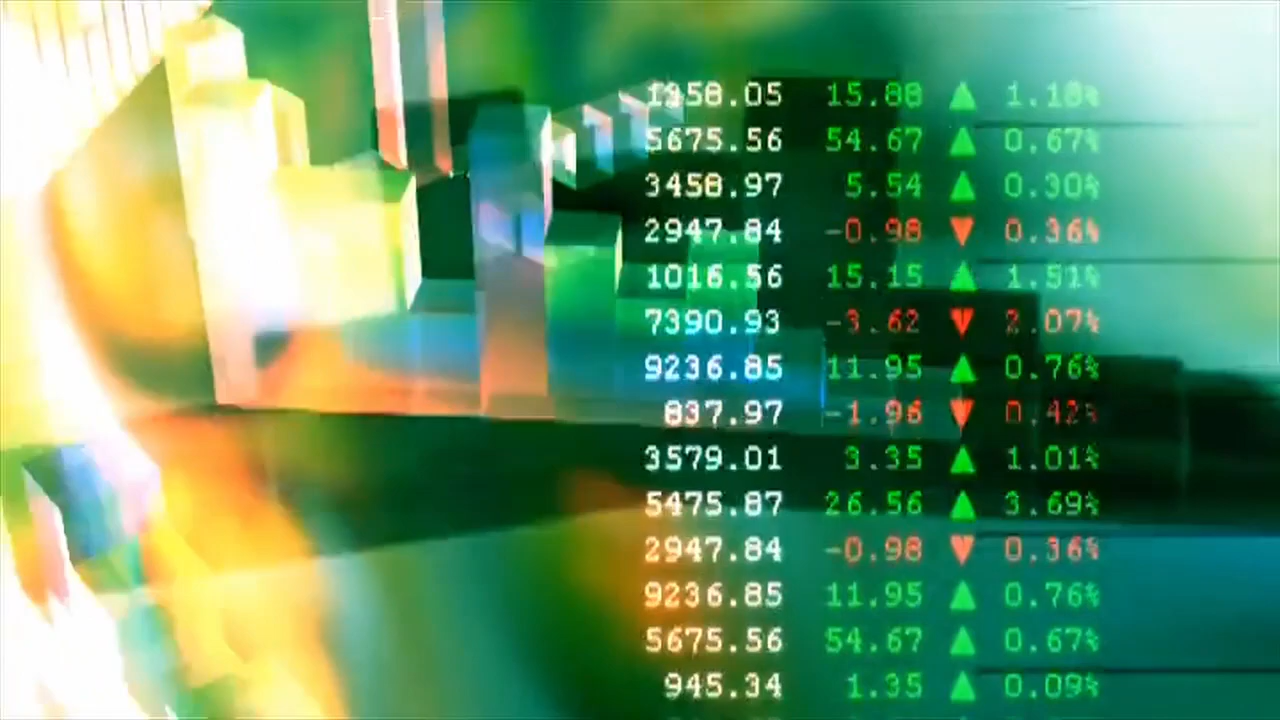 1958.05 15.88 ▲ 1.18%
5675.56 54.67 ▲ 0.67%
3458.97 5.54 ▲ 0.30%
2947.84 -0.98 ▼ 0.36%
1016.56 15.15 ▲ 1.51%
7390.93 -3.62 ▼ 2.07%
9236.85 11.95 ▲ 0.76%
837.97 -1.96 ▼ 0.42%
3579.01 3.35 ▲ 1.01%
5475.87 26.56 ▲ 3.69%
2947.84 -0.98 ▼ 0.36%
9236.85 11.95 ▲ 0.76%
5675.56 54.67 ▲ 0.67%
945.34 1.35 ▲ 0.09%